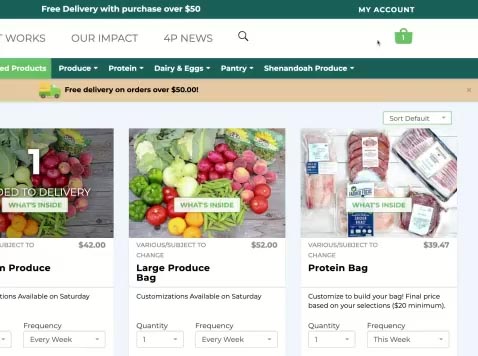 Free Delivery with purchase over $50
MY ACCOUNT
T WORKS
OUR IMPACT
4P NEWS
1
ed Products
Produce
Protein
Dairy & Eggs
Pantry
Shenandoah Produce
Free delivery on orders over $50.00!
×
Sort Default
1
DED TO DELIVERY
WHAT'S INSIDE
WHAT'S INSIDE
WHAT'S INSIDE
UBJECT TO
$42.00
VARIOUS/SUBJECT TO
CHANGE
$52.00
VARIOUS/SUBJECT TO
CHANGE
$39.47
n Produce
Large Produce
Bag
Protein Bag
tions Available on Saturday
Customizations Available on Saturday
Customize to build your bag! Final price
based on your selections ($20 minimum).
Frequency
Every Week
Quantity
1
Frequency
Every Week
Quantity
1
Frequency
This Week